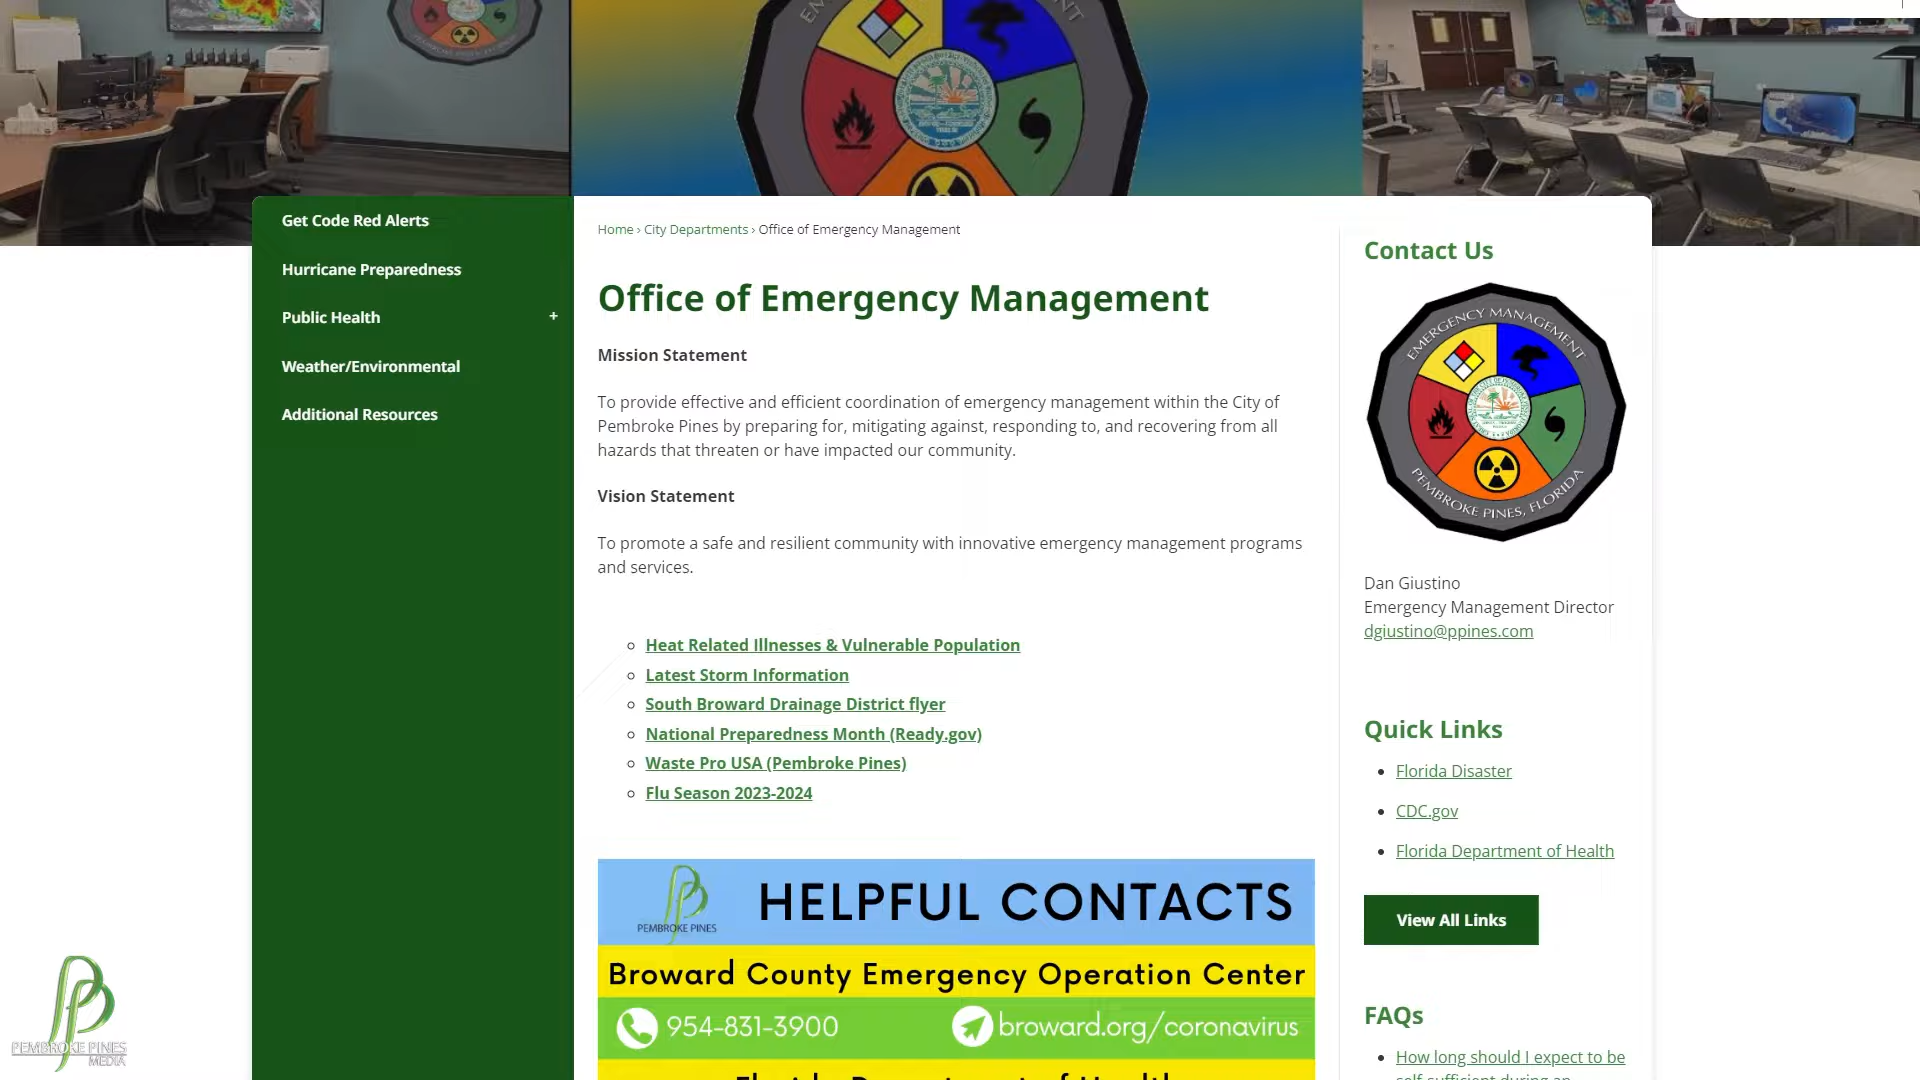 Get Code Red Alerts
Hurricane Preparedness
Public Health +
Weather/Environmental
Additional Resources
Home › City Departments › Office of Emergency Management
Office of Emergency Management
Mission Statement
To provide effective and efficient coordination of emergency management within the City of
Pembroke Pines by preparing for, mitigating against, responding to, and recovering from all
hazards that threaten or have impacted our community.
Vision Statement
To promote a safe and resilient community with innovative emergency management programs
and services.
Heat Related Illnesses & Vulnerable Population
Latest Storm Information
South Broward Drainage District flyer
National Preparedness Month (Ready.gov)
Waste Pro USA (Pembroke Pines)
Flu Season 2023-2024
PEMBROKE PINES
HELPFUL CONTACTS
Broward County Emergency Operation Center
954-831-3900
broward.org/coronavirus
Florida Department of Health
Contact Us
EMERGENCY MANAGEMENT
PEMBROKE PINES, FLORIDA
Dan Giustino
Emergency Management Director
dgiustino@ppines.com
Quick Links
Florida Disaster
CDC.gov
Florida Department of Health
View All Links
FAQs
How long should I expect to be
self-sufficient during an
PEMBROKE PINES
MEDIA